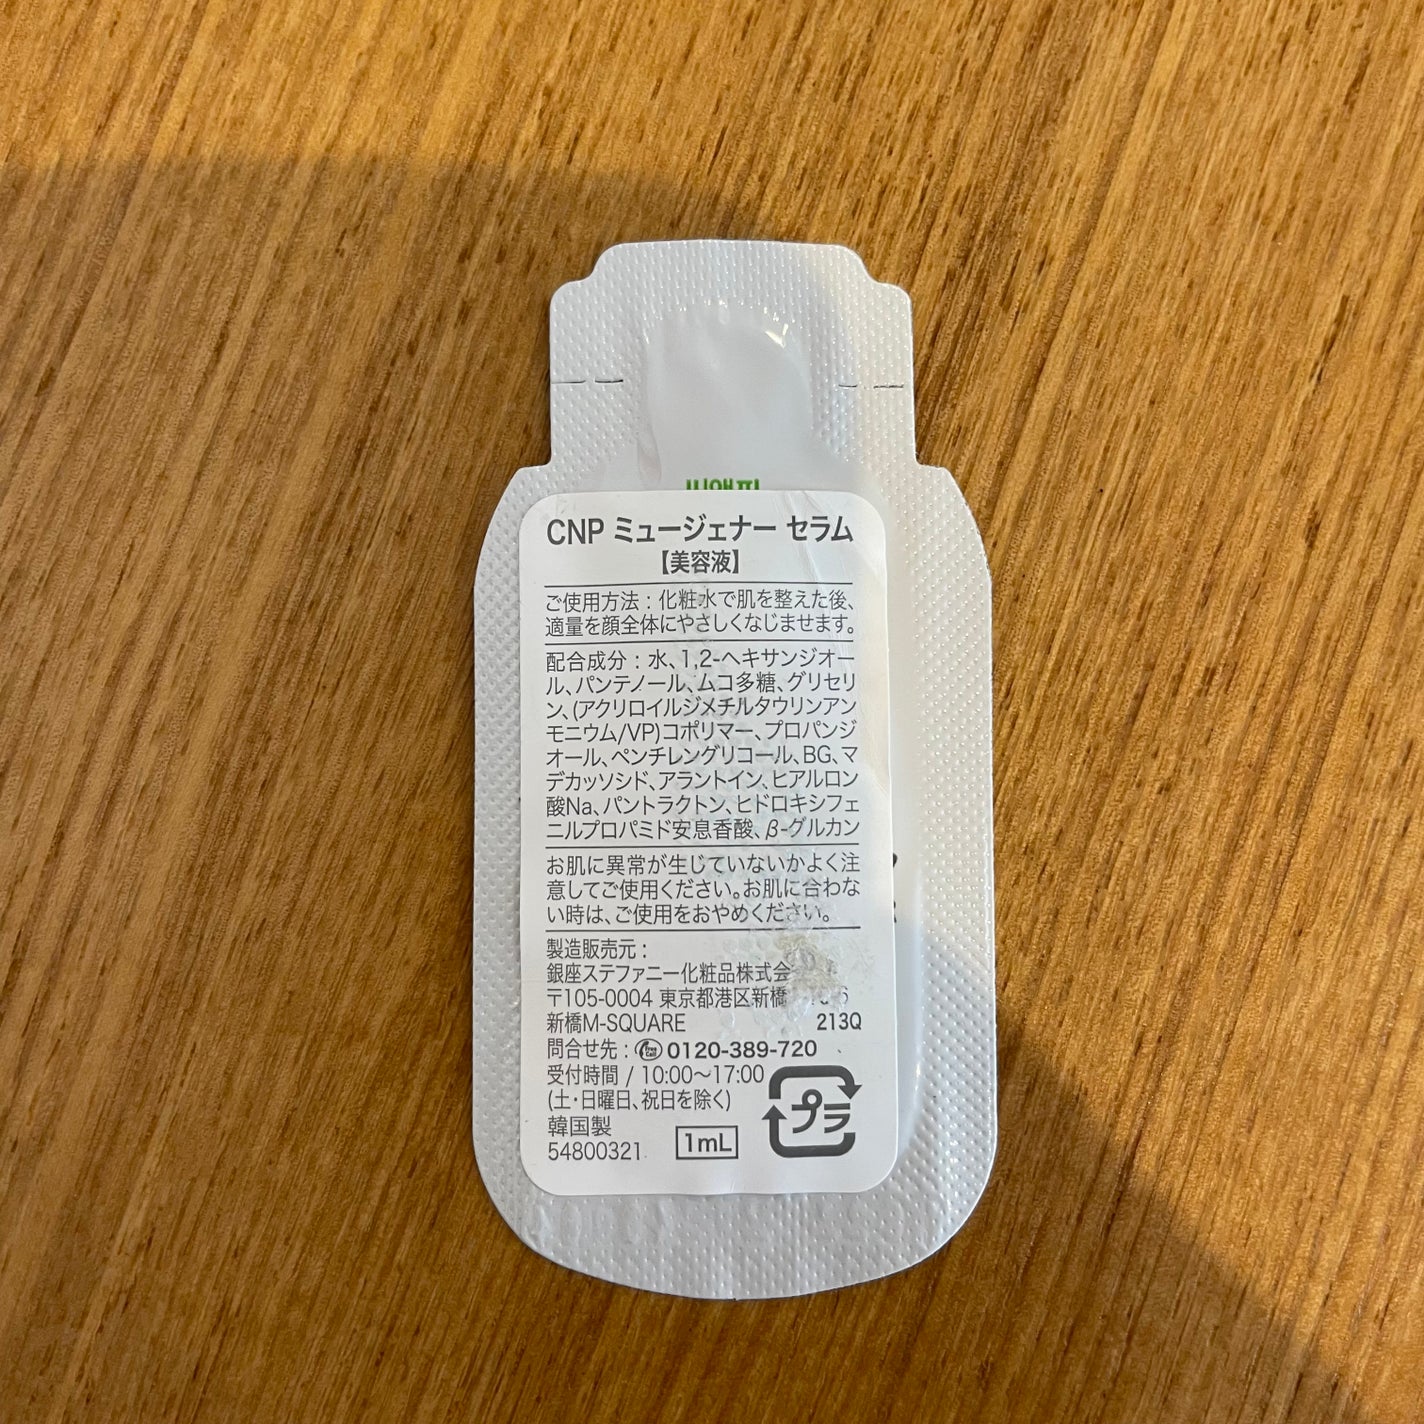 CNP ミュージェナー セラム
【美容液】
ご使用方法：化粧水で肌を整えた後、
適量を顔全体にやさしくなじませます。
配合成分：水、1,2-ヘキサンジオー
ル、パンテノール、ムコ多糖、グリセリ
ン、(アクリロイルジメチルタウリンアン
モニウム/VP)コポリマー、プロパンジ
オール、ペンチレングリコール、BG、マ
デカッソシド、アラントイン、ヒアルロン
酸Na、パントラクトン、ヒドロキシフェ
ニルプロパミド安息香酸、β-グルカン
お肌に異常が生じていないかよく注
意してご使用ください。お肌に合わな
い時は、ご使用をおやめください。
製造販売元：
銀座ステファニー化粧品株式会
〒105-0004 東京都港区新橋
新橋M-SQUARE 213Q
問合せ先：0120-389-720
受付時間 / 10:00～17:00
(土・日曜日、祝日を除く)
韓国製
54800321 1mL プラ